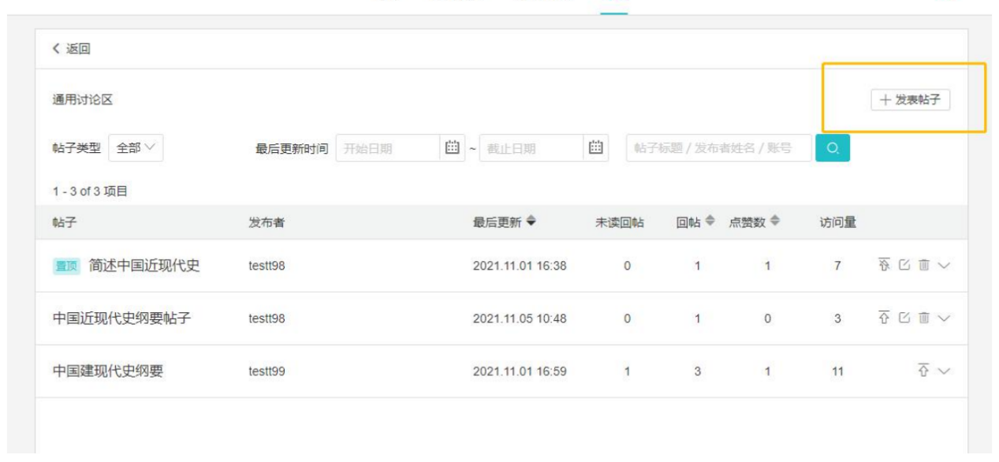 返回
通用讨论区 发表帖子
帖子类型 全部 最后更新时间 开始日期 ~ 截止日期 帖子标题 / 发布者姓名 / 账号
1 - 3 of 3 项目
帖子 发布者 最后更新 未读回帖 回帖 点赞数 访问量
置顶 简述中国近现代史 testt98 2021.11.01 16:38 0 1 1 7
中国近现代史纲要帖子 testt98 2021.11.05 10:48 0 1 0 3
中国建现代史纲要 testt99 2021.11.01 16:59 1 3 1 11